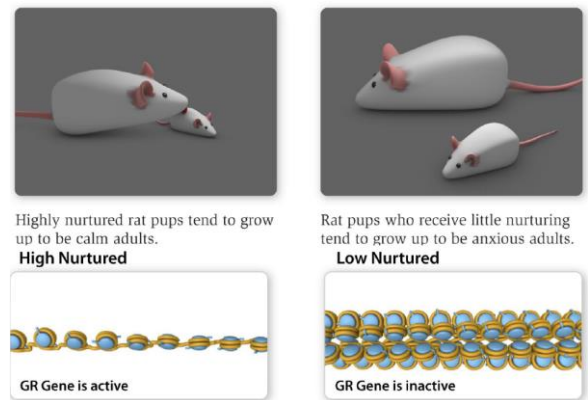 Highly nurtured rat pups tend to grow
up to be calm adults.
High Nurtured
GR Gene is active
Rat pups who receive little nurturing
tend to grow up to be anxious adults.
Low Nurtured
GR Gene is inactive